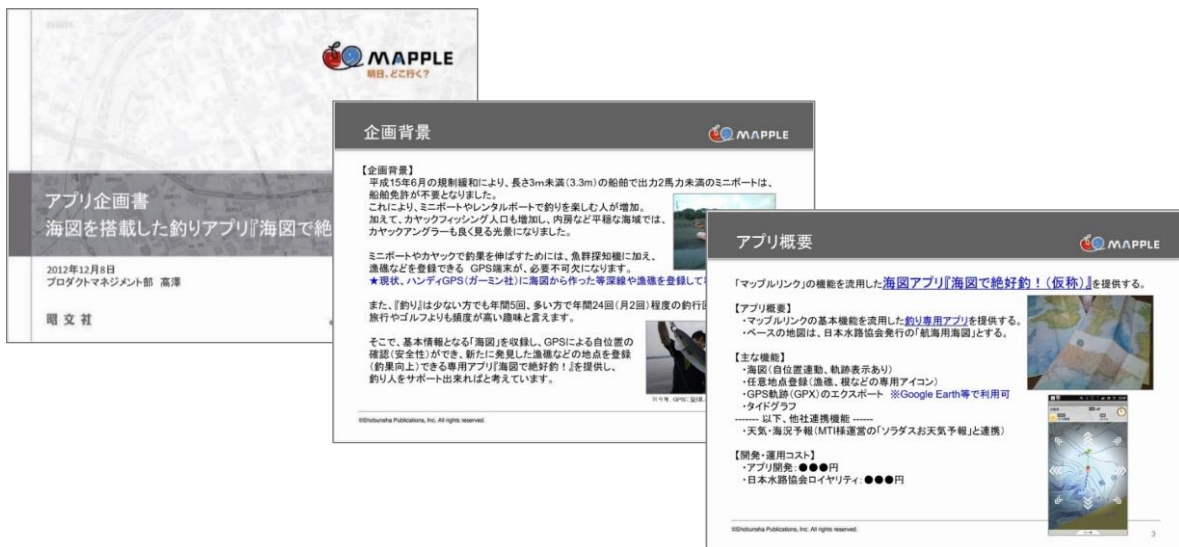 MAPPLE
明日、どこ行く?
アプリ企画書
海図を搭載した釣りアプリ『海図で絶
2012年12月8日
プロダクトマネジメント部 高澤
昭文社
企画背景
MAPPLE
【企画背景】
平成15年6月の規制緩和により、長さ3m未満(3.3m)の船舶で出力2馬力未満のミニボートは、
船舶免許が不要となりました。
これにより、ミニボートやレンタルボートで釣りを楽しむ人が増加。
加えて、カヤックフィッシング人口も増加し、内房など平穏な海域では、
カヤックアングラーも良く見る光景になりました。
ミニボートやカヤックで釣果を伸ばすためには、魚群探知機に加え、
漁礁などを登録できる GPS端末が、必要不可欠になります。
★現状、ハンディGPS(ガーミン社)に海図から作った等深線や漁礁を登録して
また、『釣り』は少ない方でも年間5回、多い方で年間24回(月2回)程度の釣行
旅行やゴルフよりも頻度が高い趣味と言えます。
そこで、基本情報となる「海図」を収録し、GPSによる自位置の
確認(安全性)ができ、新たに発見した漁礁などの地点を登録
(釣果向上)できる専用アプリ『海図で絶好釣!』を提供し、
釣り人をサポート出来ればと考えています。
©Shobunsha Publications, Inc. All rights reserved.
アプリ概要
MAPPLE
「マップルリンク」の機能を流用した海図アプリ『海図で絶好釣!(仮称)』を提供する。
【アプリ概要】
・マップルリンクの基本機能を流用した釣り専用アプリを提供する。
・ベースの地図は、日本水路協会発行の「航海用海図」とする。
【主な機能】
・海図(自位置連動、軌跡表示あり)
・任意地点登録(漁礁、根などの専用アイコン)
・GPS軌跡(GPX)のエクスポート ※Google Earth等で利用可
・タイドグラフ
------- 以下、他社連携機能 ------
・天気・海況予報(MTI様運営の「ソラダスお天気予報」と連携)
【開発・運用コスト】
・アプリ開発:●●●円
・日本水路協会ロイヤリティ:●●●円
©Shobunsha Publications, Inc. All rights reserved.
3